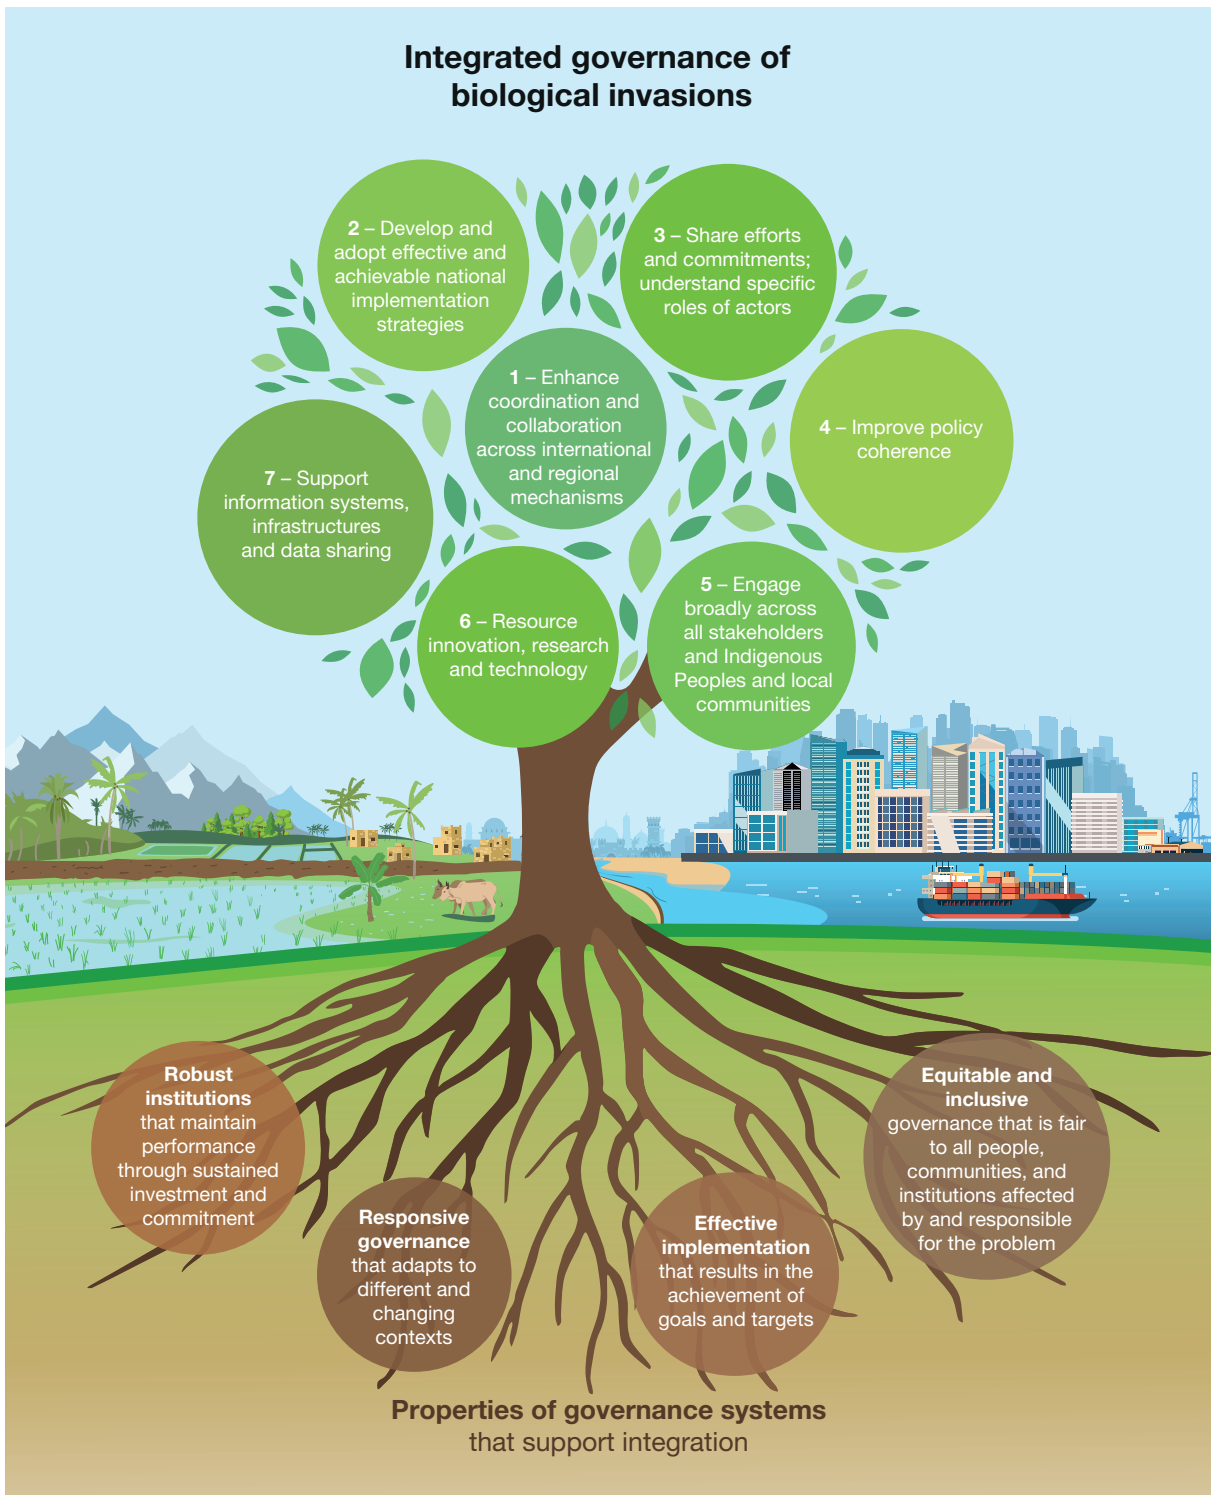 Integrated governance of
biological invasions
2 – Develop and
adopt effective and
achievable national
implementation
strategies
3 – Share efforts
and commitments;
understand specific
roles of actors
1 – Enhance
coordination and
collaboration
across international
and regional
mechanisms
4 – Improve policy
coherence
7 – Support
information systems,
infrastructures
and data sharing
6 – Resource
innovation, research
and technology
5 – Engage
broadly across
all stakeholders
and Indigenous
Peoples and local
communities
Robust
institutions
that maintain
performance
through sustained
investment and
commitment
Responsive
governance
that adapts to
different and
changing
contexts
Effective
implementation
that results in the
achievement of
goals and targets
Equitable and
inclusive
governance that is fair
to all people,
communities, and
institutions affected
by and responsible
for the problem
Properties of governance systems
that support integration